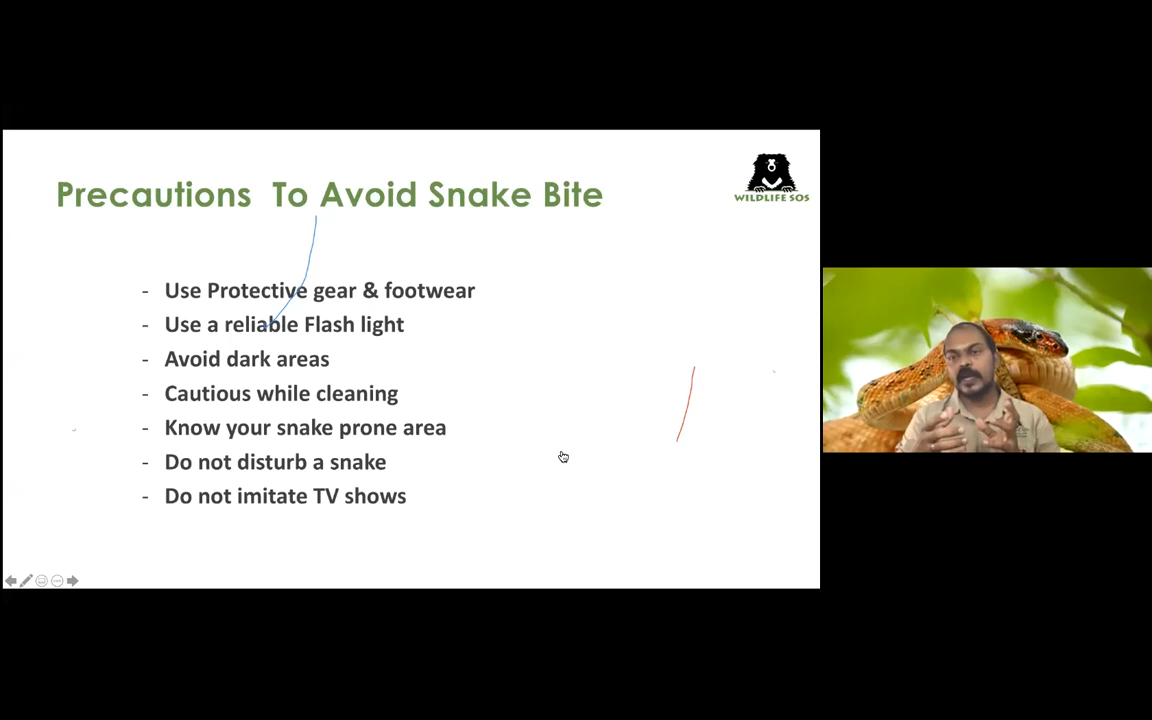 Precautions To Avoid Snake Bite
WILDLIFE SOS
- Use Protective gear & footwear
- Use a reliable Flash light
- Avoid dark areas
- Cautious while cleaning
- Know your snake prone area
- Do not disturb a snake
- Do not imitate TV shows